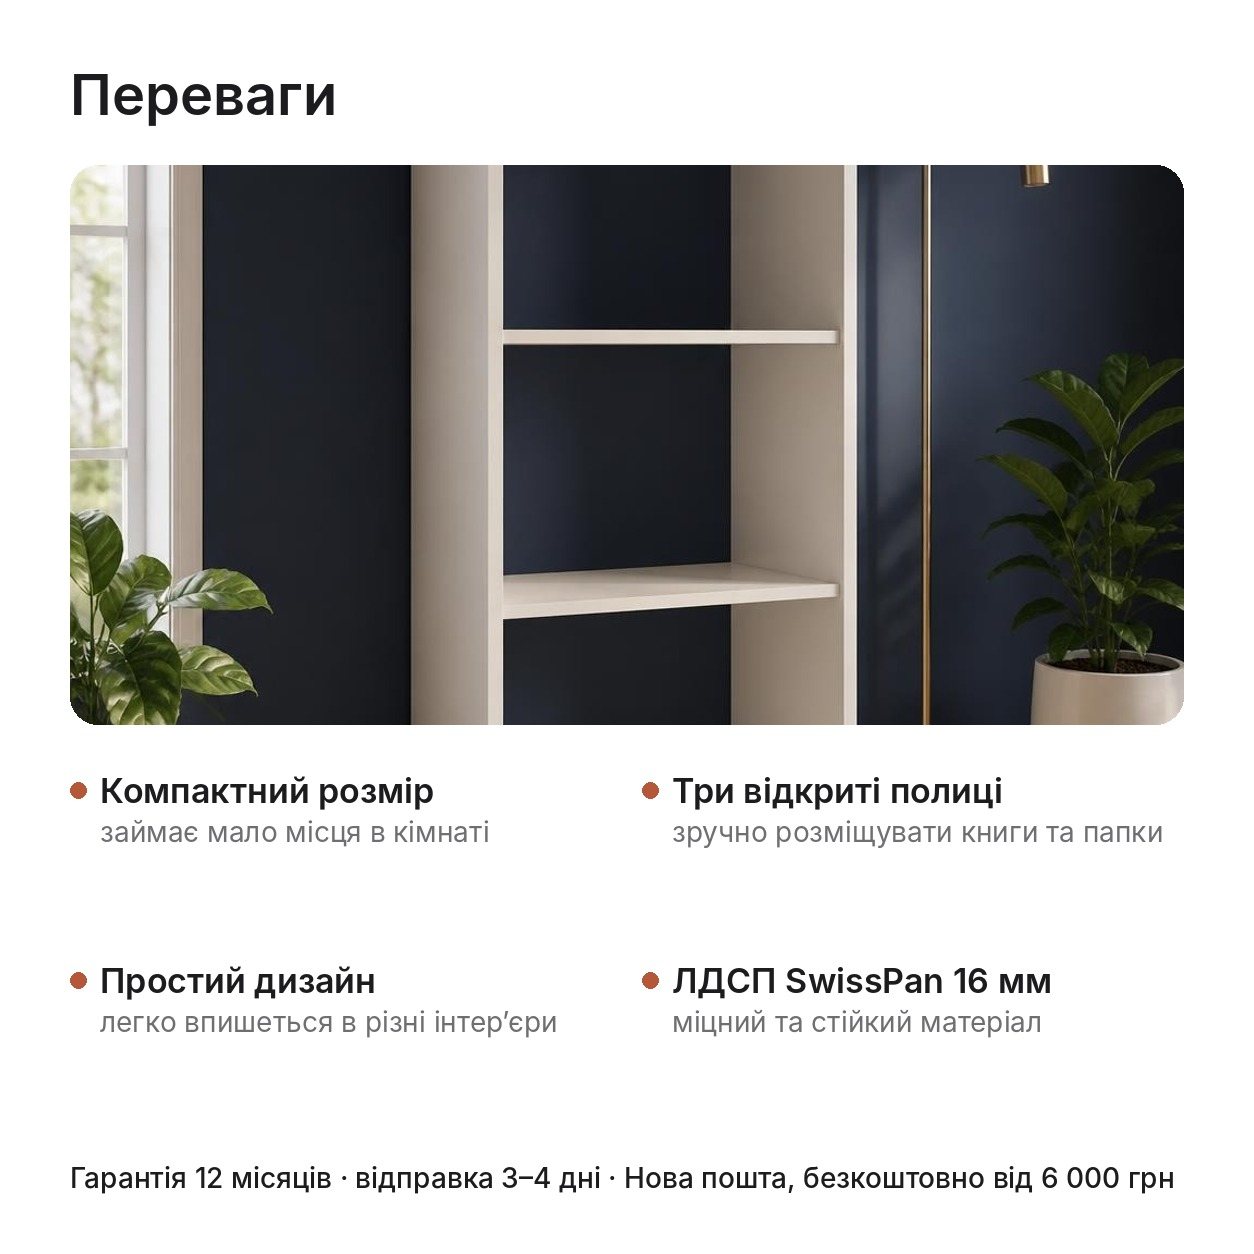 Переваги
Компактний розмір
займає мало місця в кімнаті
Три відкриті полиці
зручно розміщувати книги та папки
Простий дизайн
легко впишеться в різні інтер’єри
ЛДСП SwissPan 16 мм
міцний та стійкий матеріал
Гарантія 12 місяців · відправка 3–4 дні · Нова пошта, безкоштовно від 6 000 грн